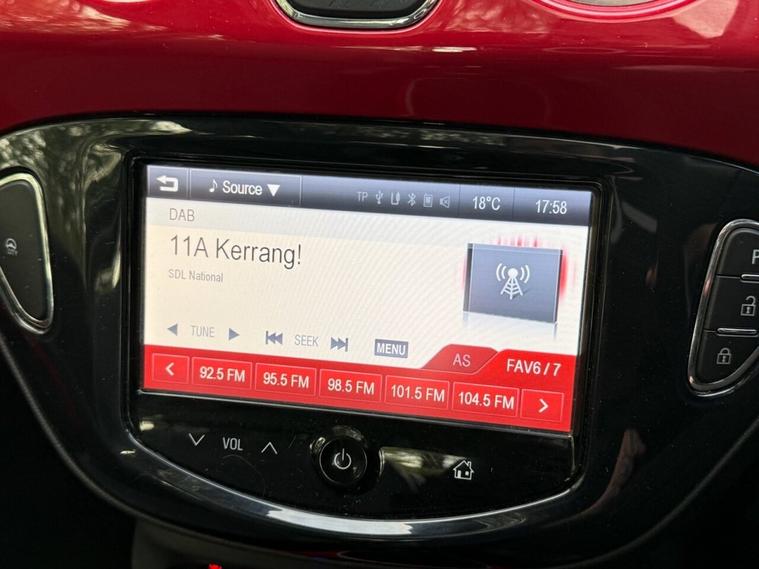 Source
TP
18°C
17:58
DAB
11A Kerrang!
SDL National
TUNE
SEEK
MENU
AS
FAV6 / 7
92.5 FM
95.5 FM
98.5 FM
101.5 FM
104.5 FM
VOL
CITY
P